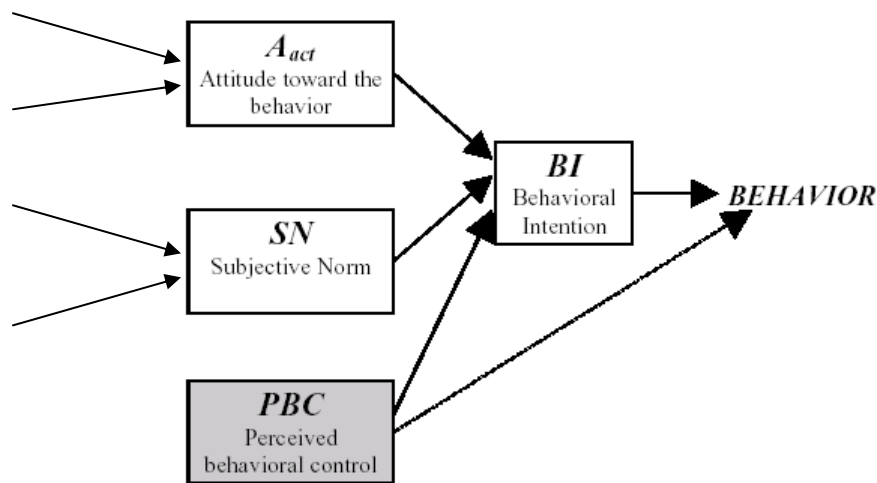 A_act
Attitude toward the
behavior
BI
Behavioral
Intention
BEHAVIOR
SN
Subjective Norm
PBC
Perceived
behavioral control